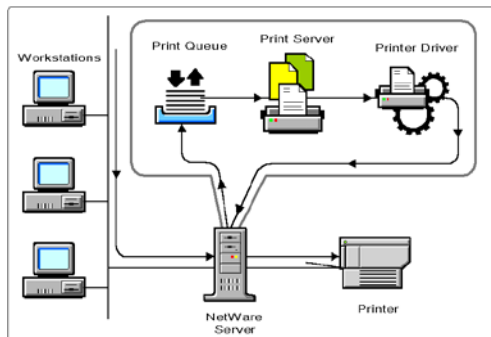 Print Server
Print Queue
Printer Driver
Workstations
NetWare
Server
Printer